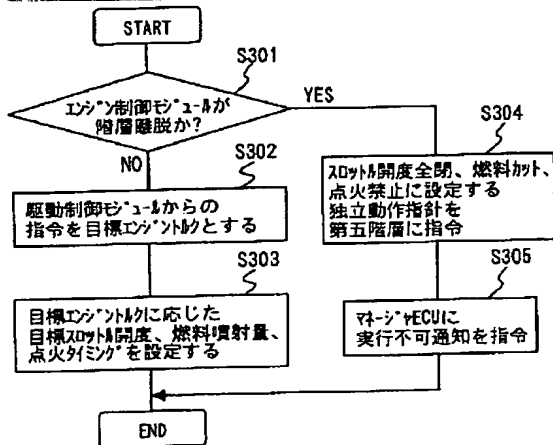 START
S301
エンジン制御モジュールが
階層離脱か?
YES
NO
S302
駆動制御モジュールからの
指令を目標エンジントルクとする
S303
目標エンジントルクに応じた
目標スロットル開度、燃料噴射量、
点火タイミングを設定する
S304
スロットル開度全閉、燃料カット、
点火禁止に設定する
独立動作指針を
第五階層に指令
S305
マネージャECUに
実行不可通知を指令
END